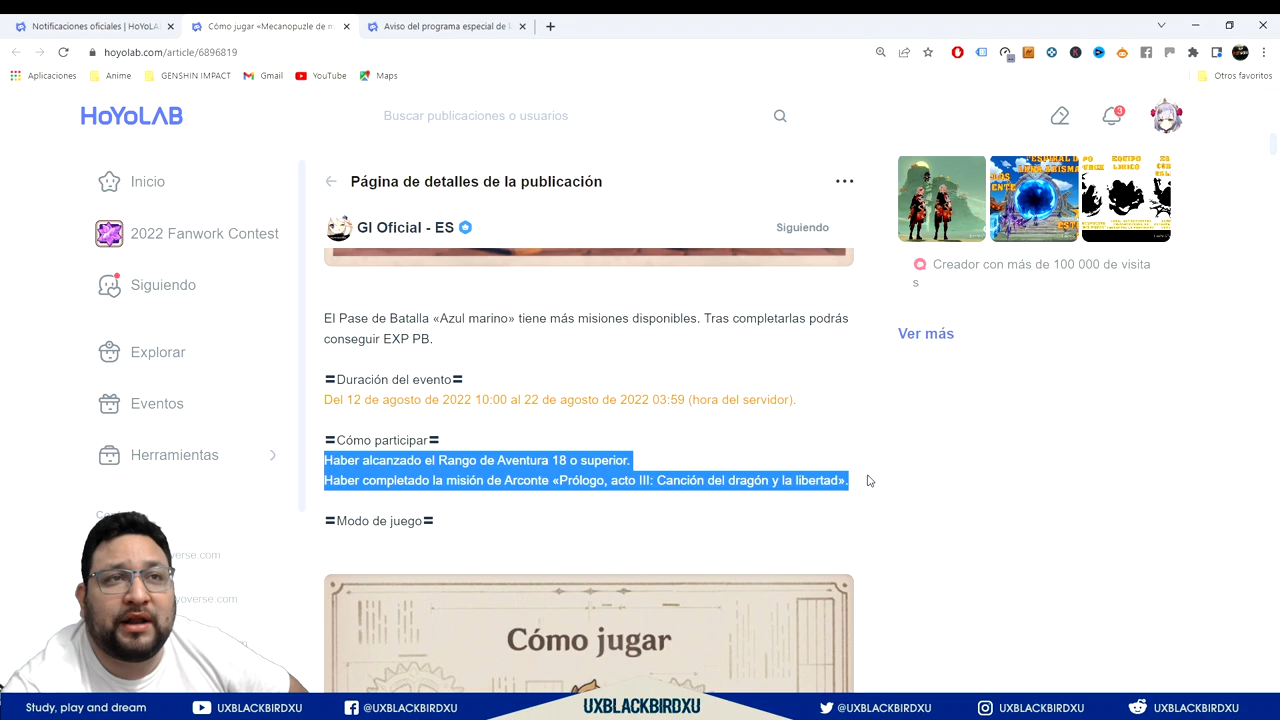 Notificaciones oficiales | HoYoLA
Cómo jugar «Mecanopuzle de m
Aviso del programa especial de l
hoyolab.com/article/6896819
Aplicaciones
Anime
GENSHIN IMPACT
Gmail
YouTube
Maps
Otros favoritos
HoYoLAB
Buscar publicaciones o usuarios
3
Inicio
2022 Fanwork Contest
Siguiendo
Explorar
Eventos
Herramientas
Página de detalles de la publicación
GI Oficial - ES
Siguiendo
El Pase de Batalla «Azul marino» tiene más misiones disponibles. Tras completarlas podrás
conseguir EXP PB.
〓Duración del evento〓
Del 12 de agosto de 2022 10:00 al 22 de agosto de 2022 03:59 (hora del servidor).
〓Cómo participar〓
Haber alcanzado el Rango de Aventura 18 o superior.
Haber completado la misión de Arconte «Prólogo, acto III: Canción del dragón y la libertad».
〓Modo de juego〓
Cómo jugar
Creador con más de 100 000 de visita
s
Ver más
verse com
yoverse com
Study, play and dream
UXBLACKBIRDXU
@UXBLACKBIRDXU
UXBLACKBIRDXU
@UXBLACKBIRDXU
UXBLACKBIRDXU
UXBLACKBIRDXU